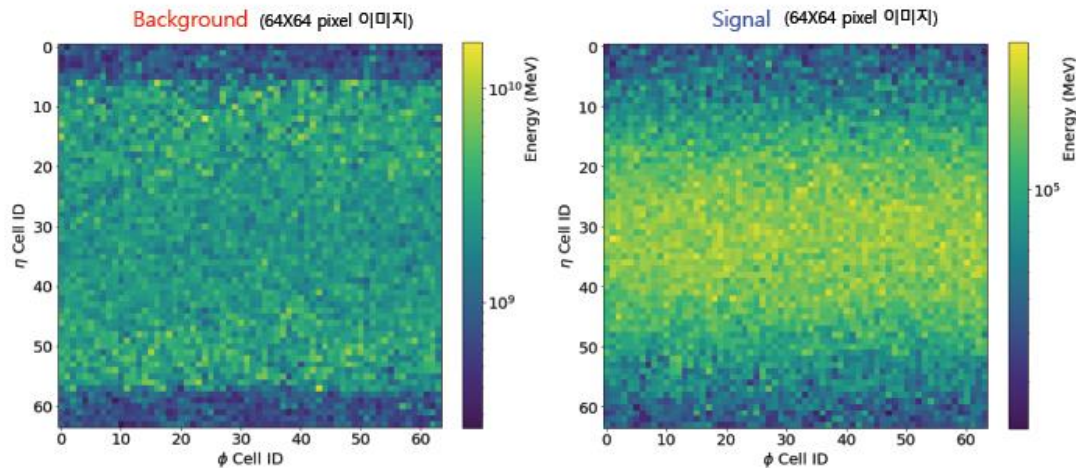 Background (64X64 pixel 이미지)
0
10
20
30
40
50
60
η Cell ID
0 10 20 30 40 50 60
ϕ Cell ID
10¹⁰
10⁹
Energy (MeV)
Signal (64X64 pixel 이미지)
0
10
20
30
40
50
60
η Cell ID
0 10 20 30 40 50 60
ϕ Cell ID
10⁵
Energy (MeV)